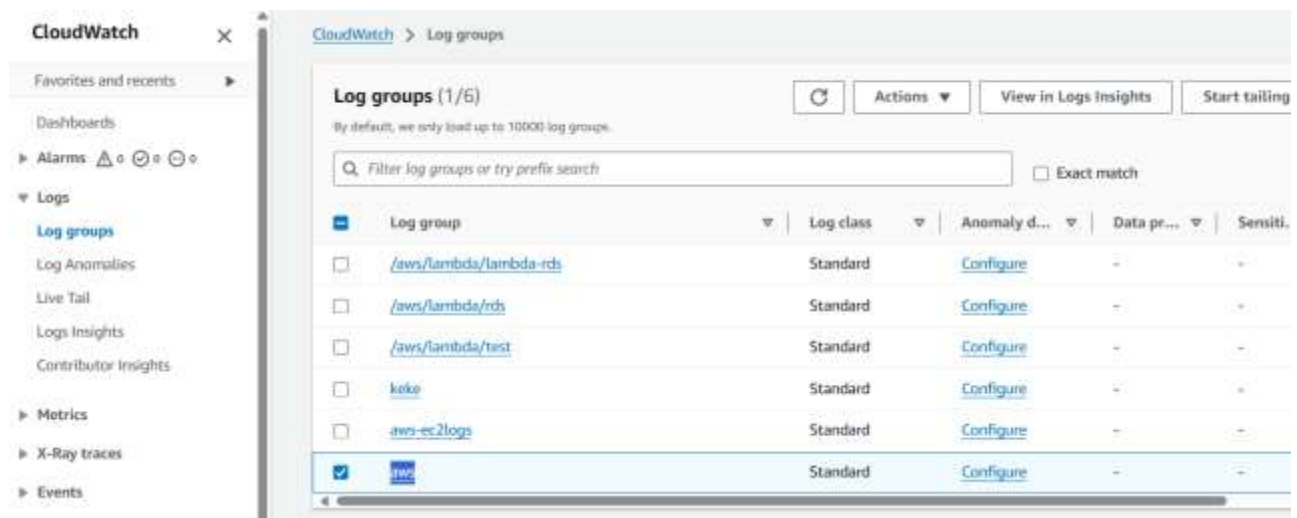 CloudWatch
Favorites and recents
Dashboards
Alarms 0 0 0
Logs
Log groups
Log Anomalies
Live Tail
Logs Insights
Contributor Insights
Metrics
X-Ray traces
Events
CloudWatch > Log groups
Log groups (1/6)
Actions View in Logs Insights Start tailing
By default, we only load up to 10000 log groups.
Filter log groups or try prefix search
Exact match
Log group Log class Anomaly d... Data pr... Sensiti.
/aws/lambda/lambda-rds Standard Configure - -
/aws/lambda/rds Standard Configure - -
/aws/lambda/test Standard Configure - -
keke Standard Configure - -
aws-ec2logs Standard Configure - -
aws Standard Configure - -